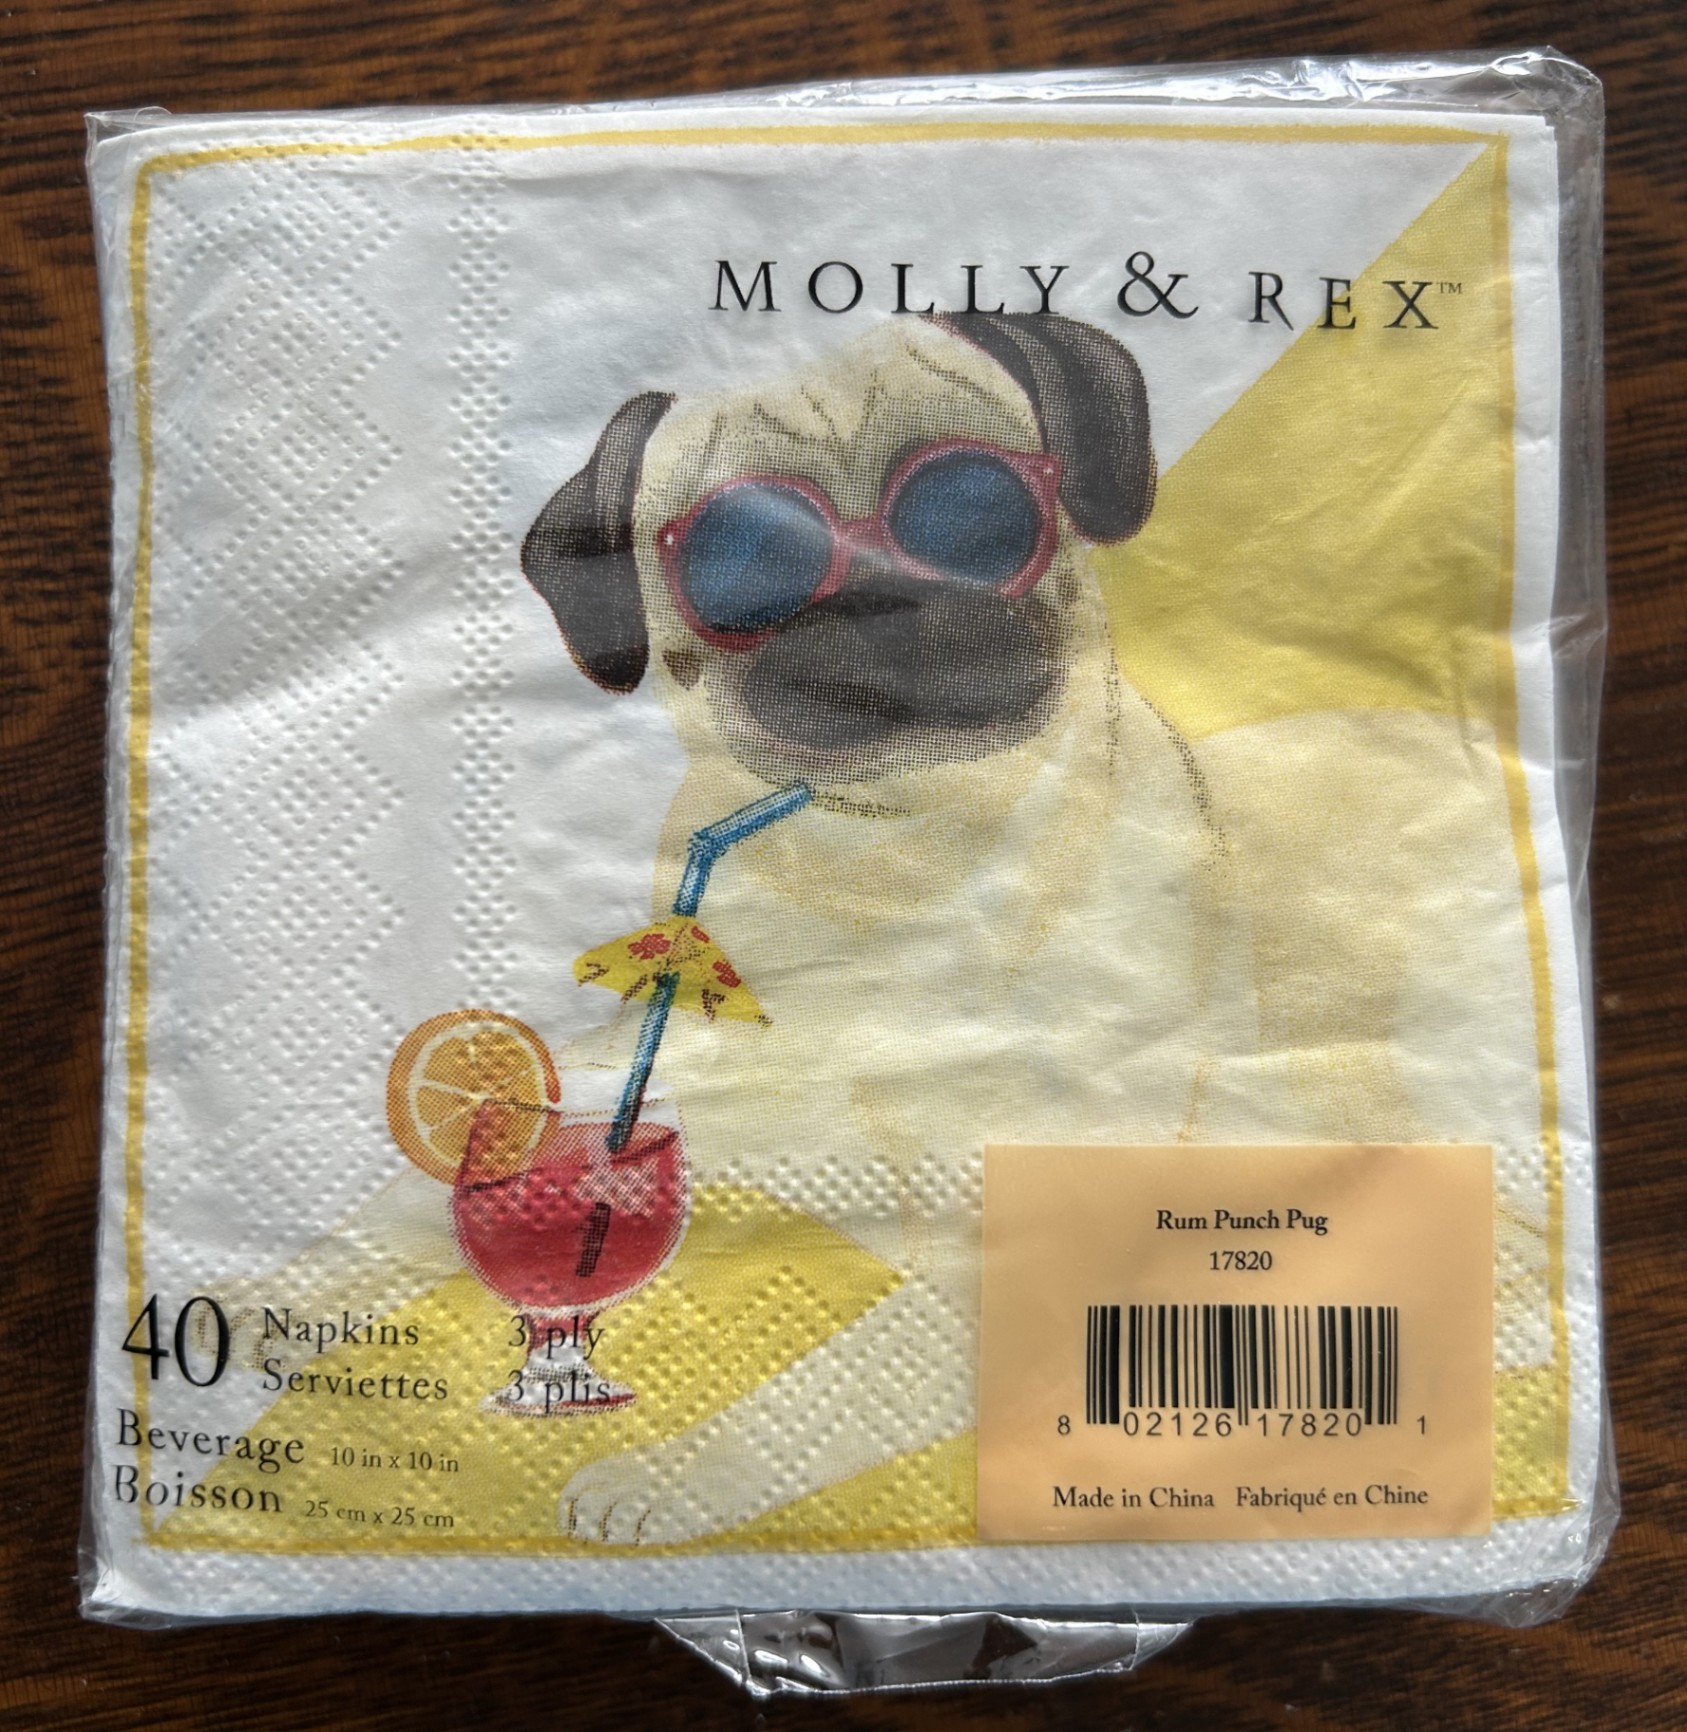 MOLLY & REX™
40 Napkins 3 ply
Serviettes 3 plis
Beverage 10 in x 10 in
Boisson 25 cm x 25 cm
Rum Punch Pug
17820
8 02126 17820 1
Made in China Fabriqué en Chine